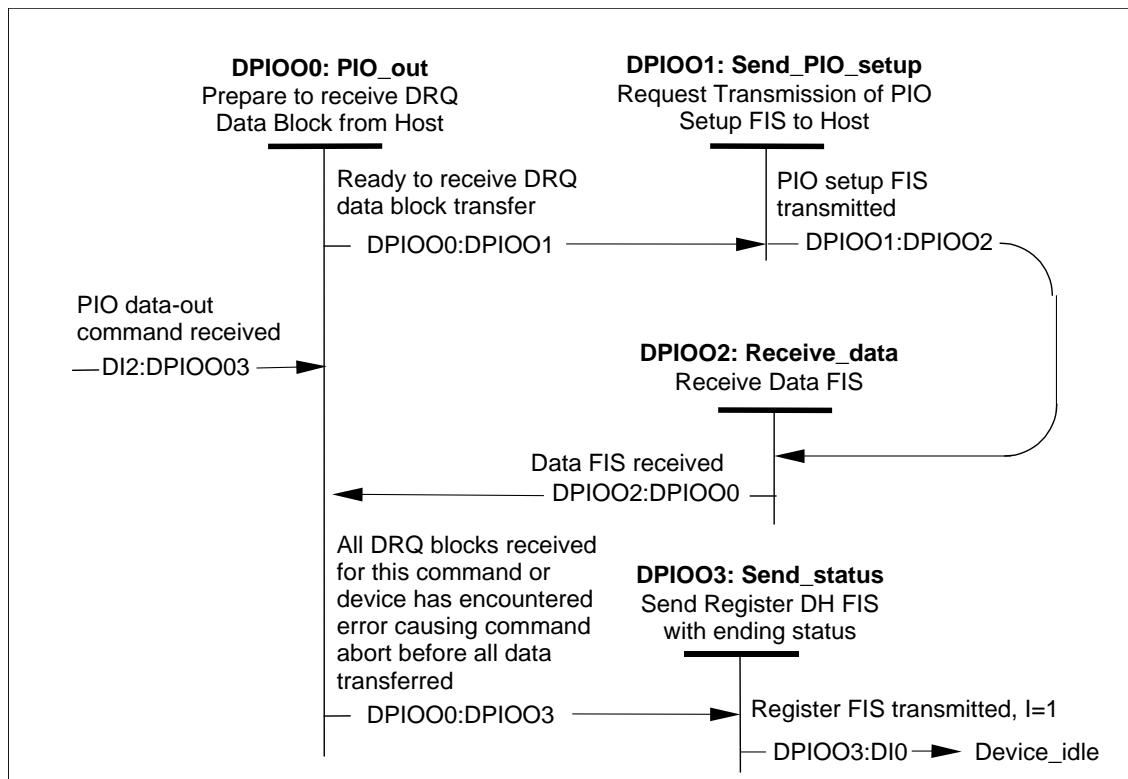 DPIOO0: PIO_out
Prepare to receive DRQ
Data Block from Host
DPIOO1: Send_PIO_setup
Request Transmission of PIO
Setup FIS to Host
Ready to receive DRQ
data block transfer
DPIOO0:DPIOO1
PIO setup FIS
transmitted
DPIOO1:DPIOO2
PIO data-out
command received
DI2:DPIOO03
DPIOO2: Receive_data
Receive Data FIS
Data FIS received
DPIOO2:DPIOO0
All DRQ blocks received
for this command or
device has encountered
error causing command
abort before all data
transferred
DPIOO0:DPIOO3
DPIOO3: Send_status
Send Register DH FIS
with ending status
Register FIS transmitted, I=1
DPIOO3:DI0
Device_idle